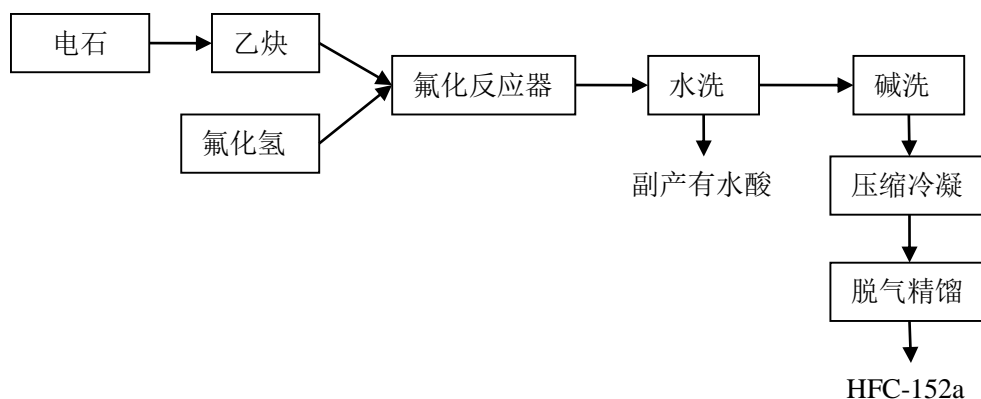 电石
乙炔
氟化氢
氟化反应器
水洗
碱洗
副产有水酸
压缩冷凝
脱气精馏
HFC-152a